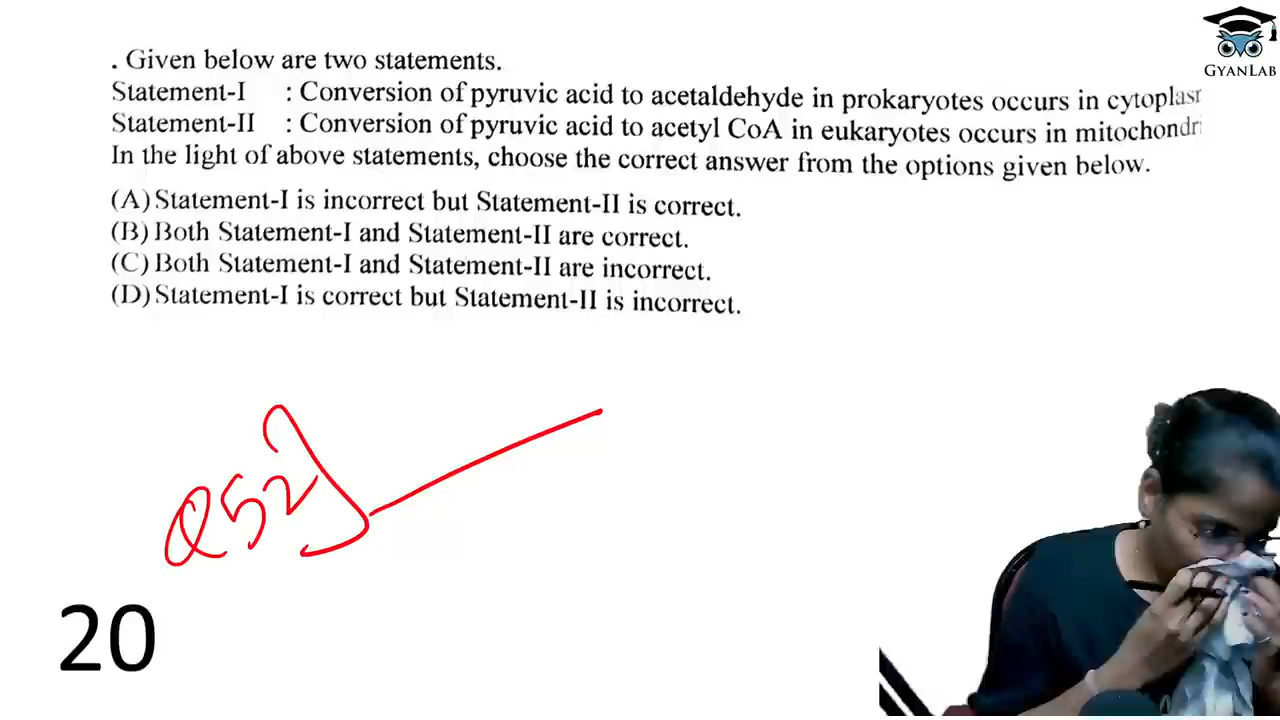 GYANLAB
. Given below are two statements.
Statement-I : Conversion of pyruvic acid to acetaldehyde in prokaryotes occurs in
Statement-II : Conversion of pyruvic acid to acetyl CoA in eukaryotes occurs in
In the light of above statements, choose the correct answer from the options given below.
(A) Statement-I is incorrect but Statement-II is correct.
(B) Both Statement-I and Statement-II are correct.
(C) Both Statement-I and Statement-II are incorrect.
(D) Statement-I is correct but Statement-II is incorrect.
20